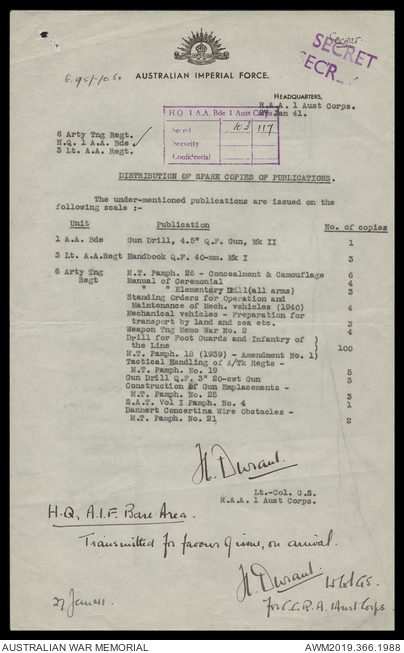 SECRET
AUSTRALIAN IMPERIAL FORCE.
HEADQUARTERS,
R.A.A. 1 Aust Corps.
27 Jan 41.
H.Q. 1 A.A. Bde 1 Aust Corps
Secret 103 117
Security
Confidential
6 Arty Tng Regt.
H.Q. 1 A.A. Bde
3 Lt. A.A. Regt.
DISTRIBUTION OF SPARE COPIES OF PUBLICATIONS.
The under-mentioned publications are issued on the
following scale :-
Unit Publication No. of copies
1 A.A. Bde Gun Drill, 4.5" Q.F. Gun, Mk II 1
3 Lt. A.A.Regt Handbook Q.F. 40-mm. Mk I 3
6 Arty Tng M.T. Pamph. 26 - Concealment & Camouflage 6
Regt Manual of Ceremonial 4
" " Elementary Drill(all arms) 3
Standing Orders for Operation and
Maintenance of Mech. vehicles (1940) 4
Mechanical vehicles - Preparation for
transport by land and sea etc. 3
Weapon Tng Memo War No. 2 4
Drill for Foot Guards and Infantry of )
the Line ) 100
M.T. Pamph. 18 (1939) - Amendment No. 1)
Tactical Handling of A/Tk Regts -
M.T. Pamph. No. 19 5
Gun Drill Q.F. 3" 20-cwt Gun 3
Construction of Gun Emplacements -
M.T. Pamph. No. 25 3
S.A.T. Vol I Pamph. No. 4 1
Dannert Concertina Wire Obstacles -
M.T. Pamph. No. 21 2
Lt.-Col. G.S.
R.A.A. 1 Aust Corps.
H.Q. A.I.F. Base Area.
Transmitted for favour of issue, on arrival.
27 Jan 41.
for C.C.R.A. 1 Aust Corps
AUSTRALIAN WAR MEMORIAL AWM2019.366.1988